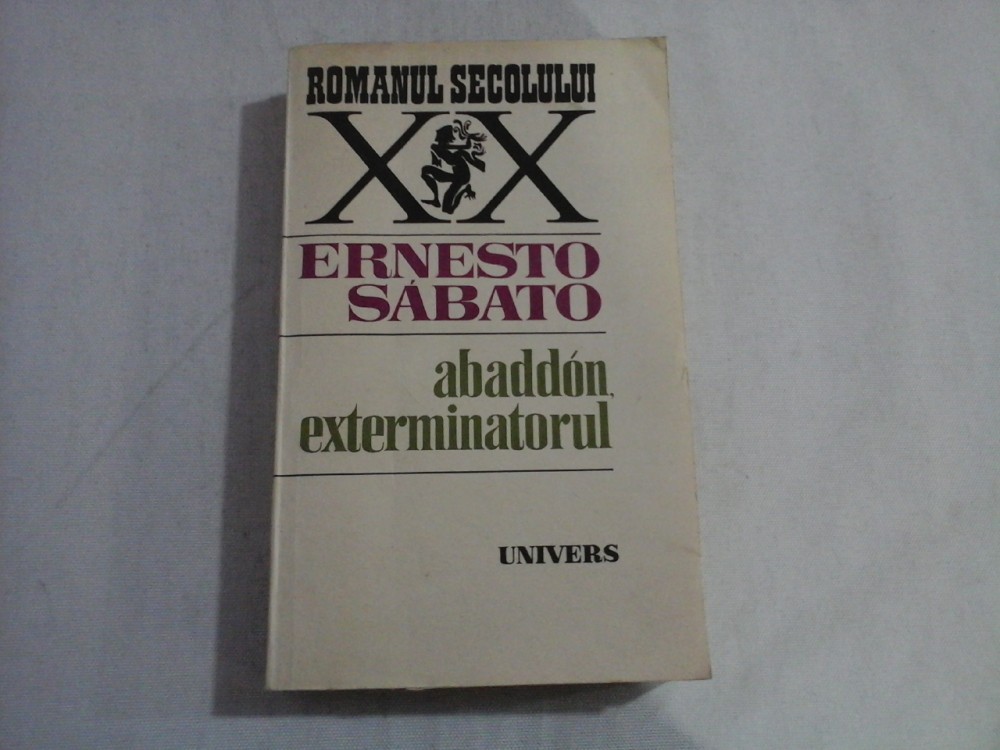 ROMANUL SECOLULUI
XX
ERNESTO
SÁBATO
abaddón,
exterminatorul
UNIVERS